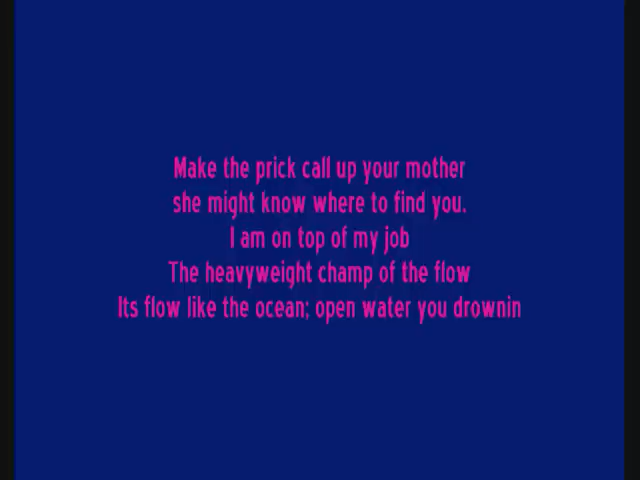 Make the prick call up your mother
she might know where to find you.
I am on top of my job
The heavyweight champ of the flow
Its flow like the ocean; open water you drownin